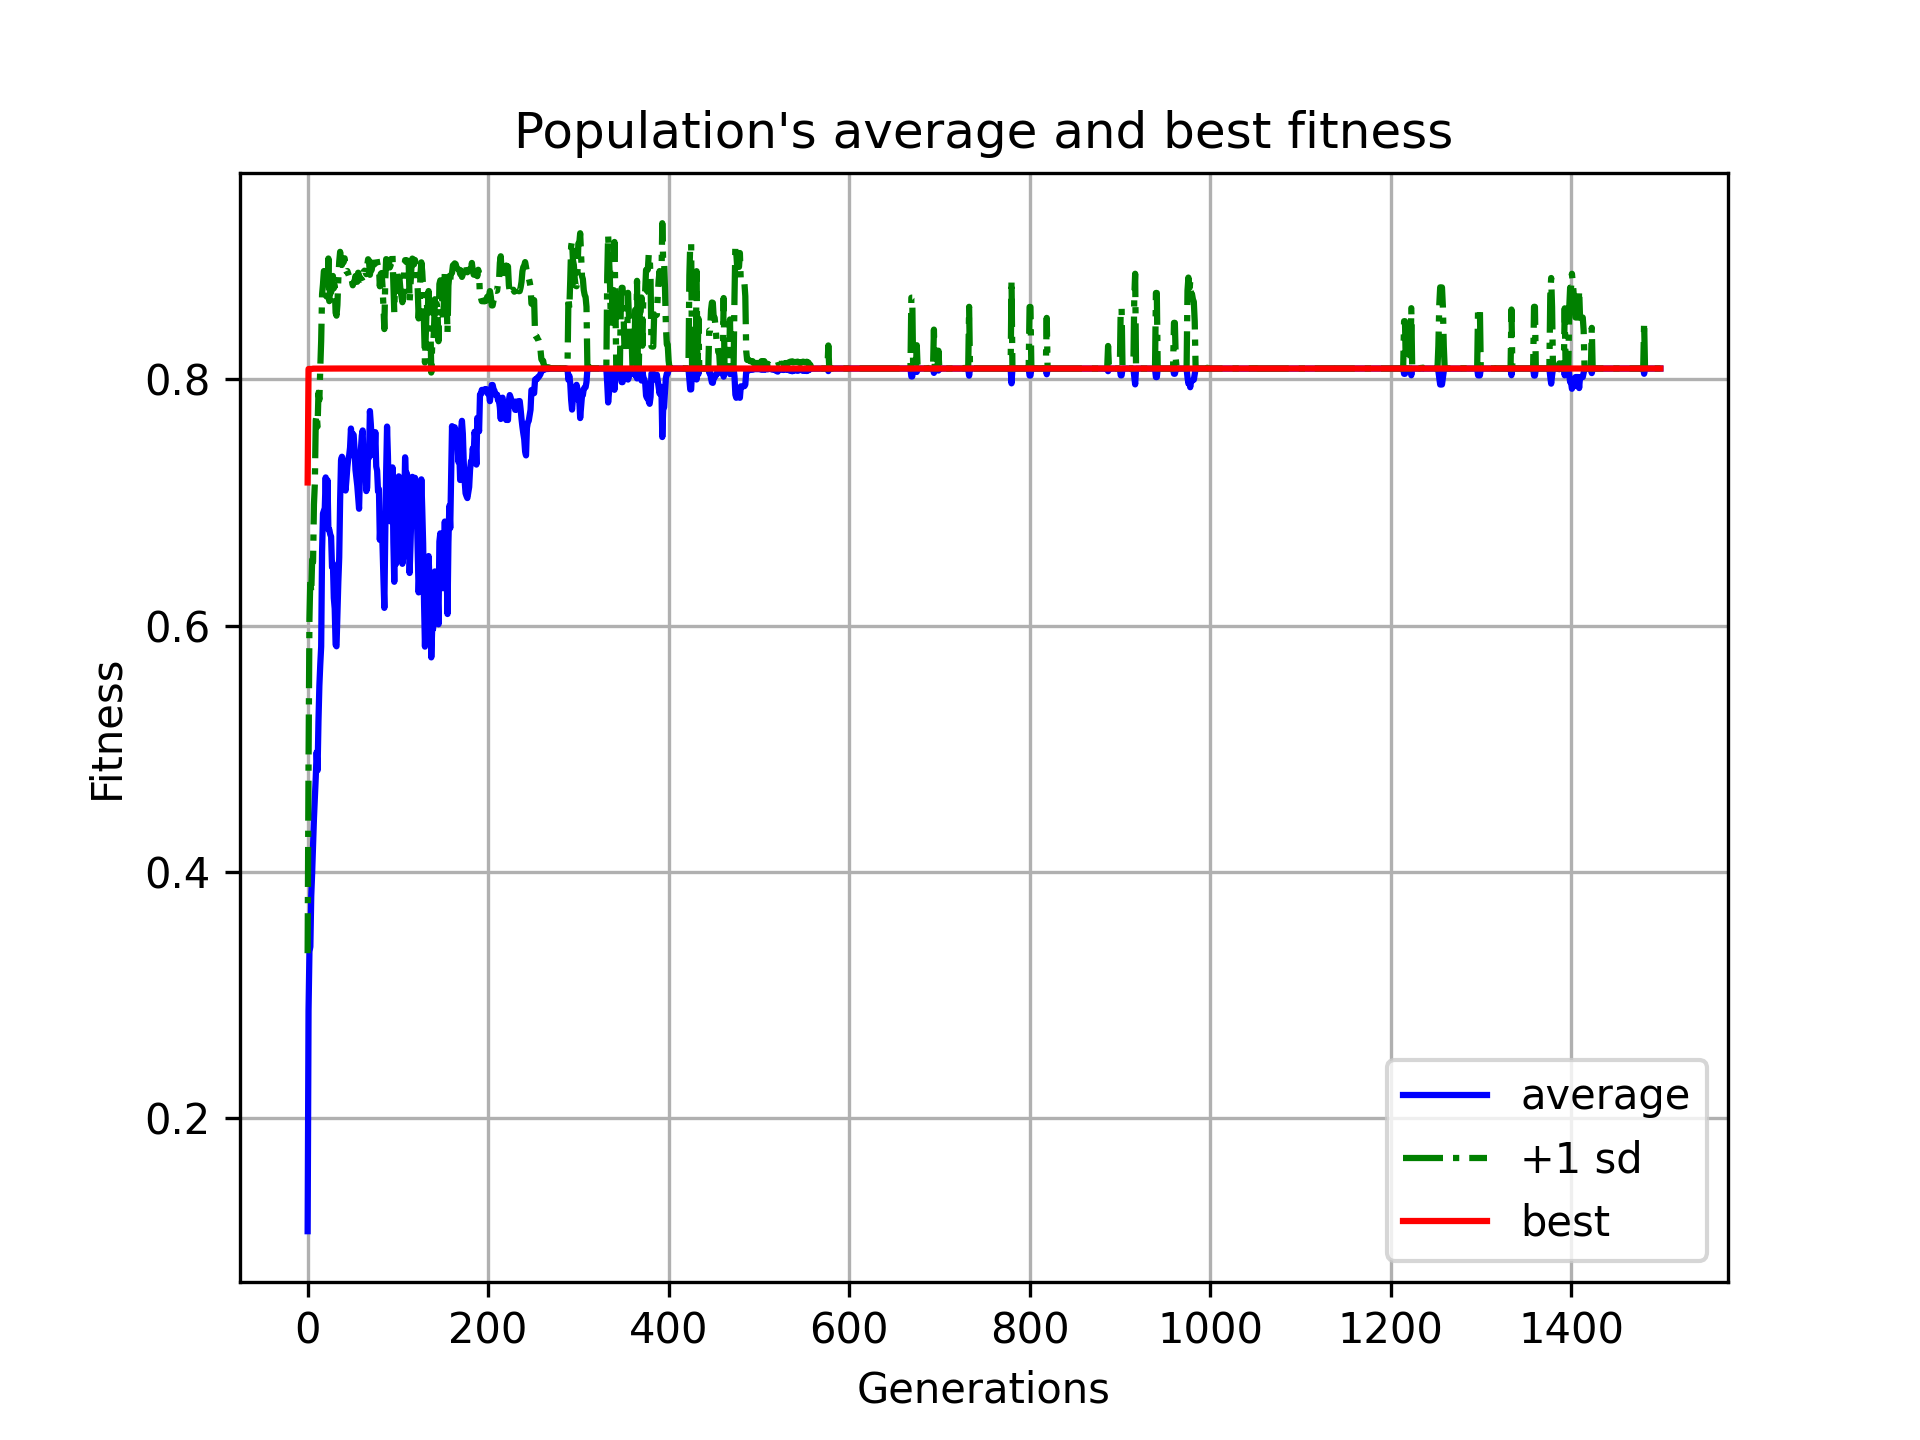 Population's average and best fitness
0.8
0.6
0.4
0.2
Fitness
0 200 400 600 800 1000 1200 1400
Generations
average
+1 sd
best